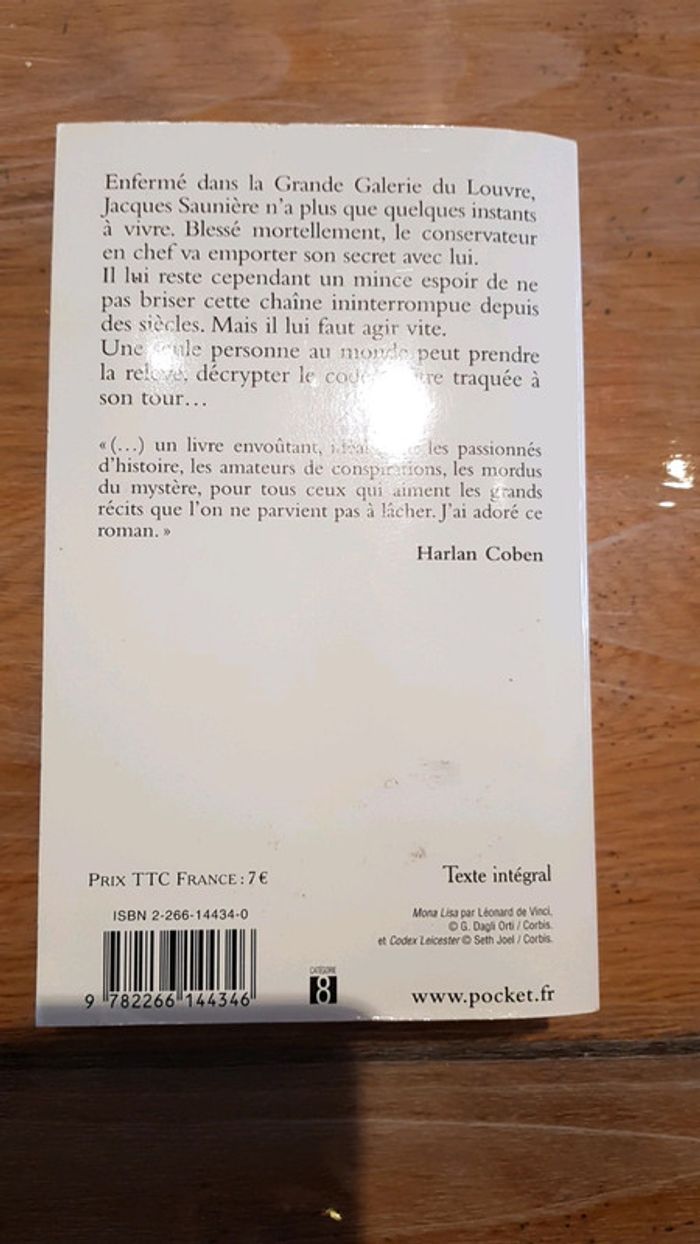 Enfermé dans la Grande Galerie du Louvre,
Jacques Saunière n'a plus que quelques instants
à vivre. Blessé mortellement, le conservateur
en chef va emporter son secret avec lui.
Il lui reste cependant un mince espoir de ne
pas briser cette chaîne ininterrompue depuis
des siècles. Mais il lui faut agir vite.
Une seule personne au monde peut prendre
la relève, décrypter le code traquée à
son tour...
« (...) un livre envoûtant, les passionnés
d'histoire, les amateurs de conspirations, les mordus
du mystère, pour tous ceux qui aiment les grands
récits que l'on ne parvient pas à lâcher. J'ai adoré ce
roman. »
Harlan Coben
PRIX TTC FRANCE : 7 €
Texte intégral
ISBN 2-266-14434-0
Mona Lisa par Léonard de Vinci,
© G. Dagli Orti / Corbis.
et Codex Leicester © Seth Joel / Corbis.
9 782266 144346
CATÉGORIE
8
www.pocket.fr